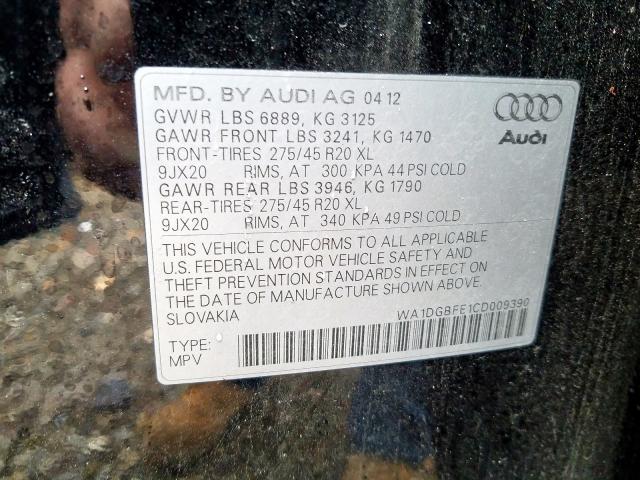 MFD. BY AUDI AG 04 12
GVWR LBS 6889, KG 3125
GAWR FRONT LBS 3241, KG 1470
FRONT-TIRES 275/45 R20 XL
9JX20 RIMS, AT 300 KPA 44 PSI COLD
GAWR REAR LBS 3946, KG 1790
REAR-TIRES 275/45 R20 XL
9JX20 RIMS, AT 340 KPA 49 PSI COLD
Audi
THIS VEHICLE CONFORMS TO ALL APPLICABLE
U.S. FEDERAL MOTOR VEHICLE SAFETY AND
THEFT PREVENTION STANDARDS IN EFFECT ON
THE DATE OF MANUFACTURE SHOWN ABOVE.
SLOVAKIA
WA1DGBFE1CD009390
TYPE:
MPV